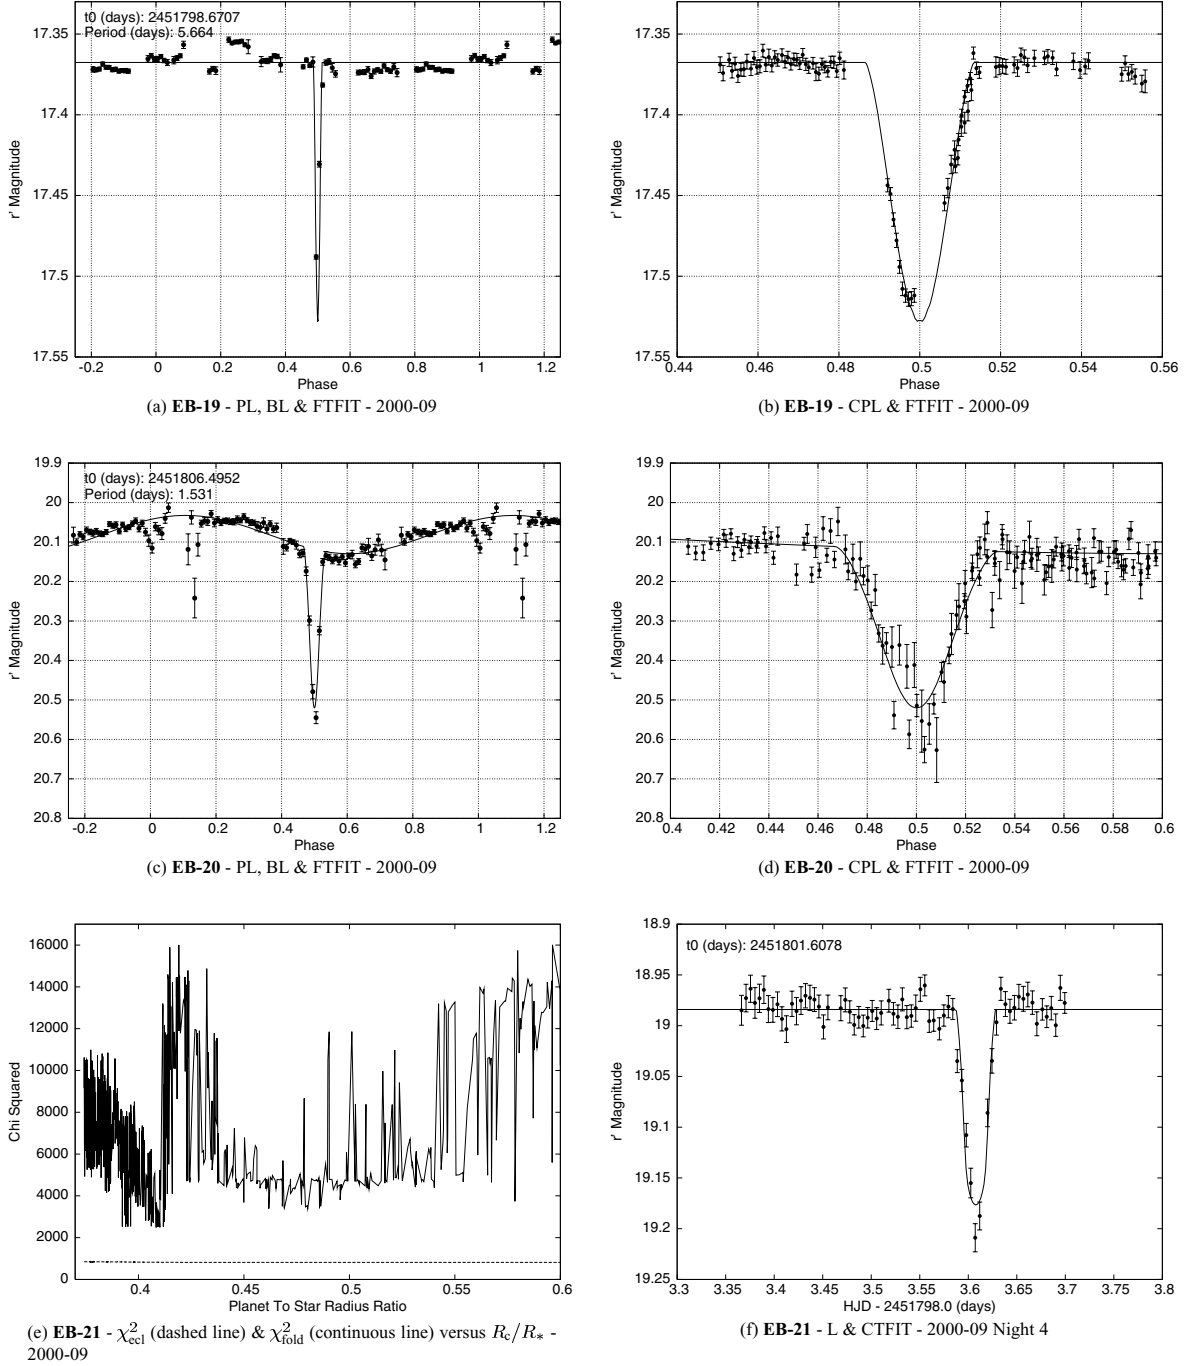 t0 (days): 2451798.6707
Period (days): 5.664
17.35
17.4
17.45
17.5
17.55
r' Magnitude
-0.2 0 0.2 0.4 0.6 0.8 1 1.2
Phase
(a) EB-19 - PL, BL & FTFIT - 2000-09
17.35
17.4
17.45
17.5
17.55
r' Magnitude
0.44 0.46 0.48 0.5 0.52 0.54 0.56
Phase
(b) EB-19 - CPL & FTFIT - 2000-09
t0 (days): 2451806.4952
Period (days): 1.531
19.9
20
20.1
20.2
20.3
20.4
20.5
20.6
20.7
20.8
r' Magnitude
-0.2 0 0.2 0.4 0.6 0.8 1 1.2
Phase
(c) EB-20 - PL, BL & FTFIT - 2000-09
19.9
20
20.1
20.2
20.3
20.4
20.5
20.6
20.7
20.8
r' Magnitude
0.4 0.42 0.44 0.46 0.48 0.5 0.52 0.54 0.56 0.58 0.6
Phase
(d) EB-20 - CPL & FTFIT - 2000-09
16000
14000
12000
10000
8000
6000
4000
2000
0
Chi Squared
0.4 0.45 0.5 0.55 0.6
Planet To Star Radius Ratio
(e) EB-21 - χ²ecl (dashed line) & χ²fold (continuous line) versus Rc/R* -
2000-09
t0 (days): 2451801.6078
18.9
18.95
19
19.05
19.1
19.15
19.2
19.25
r' Magnitude
3.3 3.35 3.4 3.45 3.5 3.55 3.6 3.65 3.7 3.75 3.8
HJD - 2451798.0 (days)
(f) EB-21 - L & CTFIT - 2000-09 Night 4